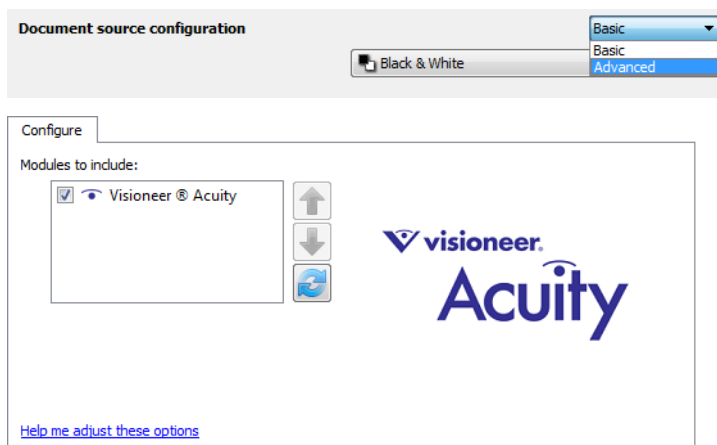 Document source configuration
Basic
Basic
Black & White
Advanced
Configure
Modules to include:
Visioneer ® Acuity
visioneer.
Acuity
Help me adjust these options